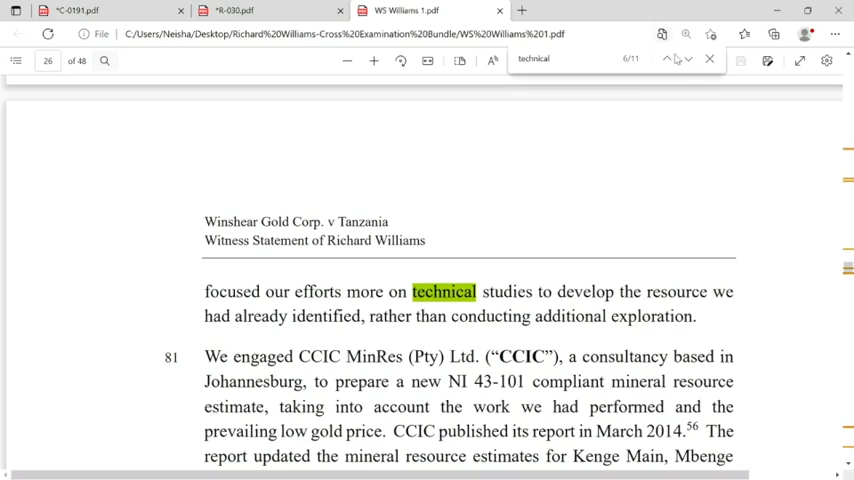 *C-0191.pdf
*R-030.pdf
WS Williams 1.pdf
File
C:/Users/Neisha/Desktop/Richard%20Williams-Cross%20Examination%20Bundle/WS%20Williams%201.pdf
26 of 48
technical 6/11
Winshear Gold Corp. v Tanzania
Witness Statement of Richard Williams
focused our efforts more on technical studies to develop the resource we
had already identified, rather than conducting additional exploration.
81 We engaged CCIC MinRes (Pty) Ltd. (“CCIC”), a consultancy based in
Johannesburg, to prepare a new NI 43-101 compliant mineral resource
estimate, taking into account the work we had performed and the
prevailing low gold price. CCIC published its report in March 2014.56 The
report updated the mineral resource estimates for Kenge Main, Mbenge